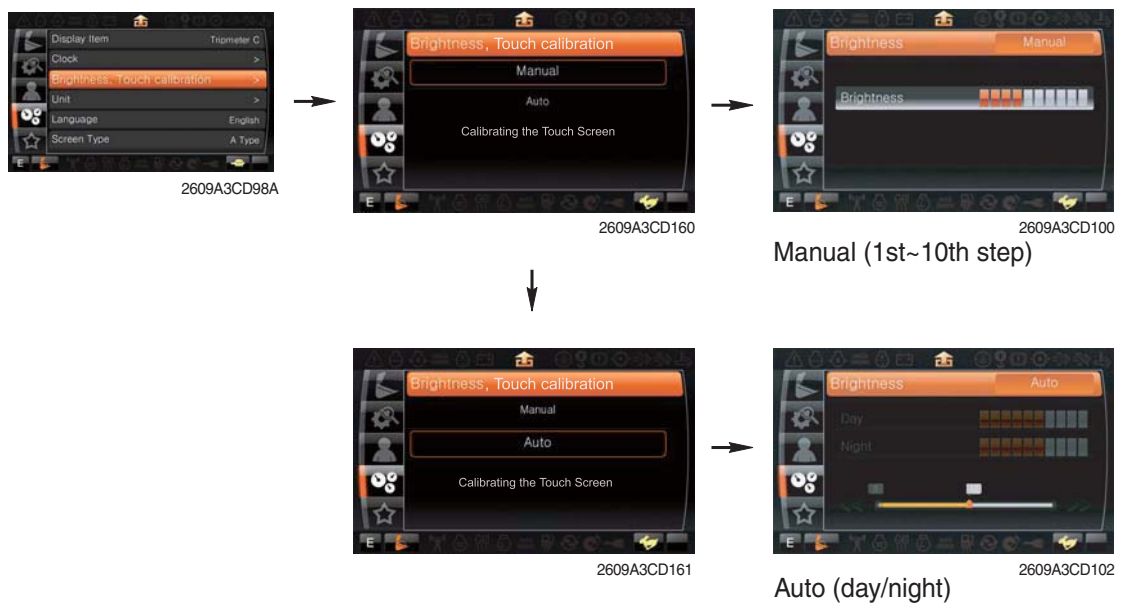 Display Item Tripmeter C
Clock >
Brightness, Touch calibration >
Unit >
Language English
Screen Type A Type
E
2609A3CD98A
Brightness, Touch calibration
Manual
Auto
Calibrating the Touch Screen
E
2609A3CD160
Brightness Manual
Brightness
E
2609A3CD100
Manual (1st~10th step)
Brightness, Touch calibration
Manual
Auto
Calibrating the Touch Screen
E
2609A3CD161
Brightness Auto
Day
Night
E
2609A3CD102
Auto (day/night)